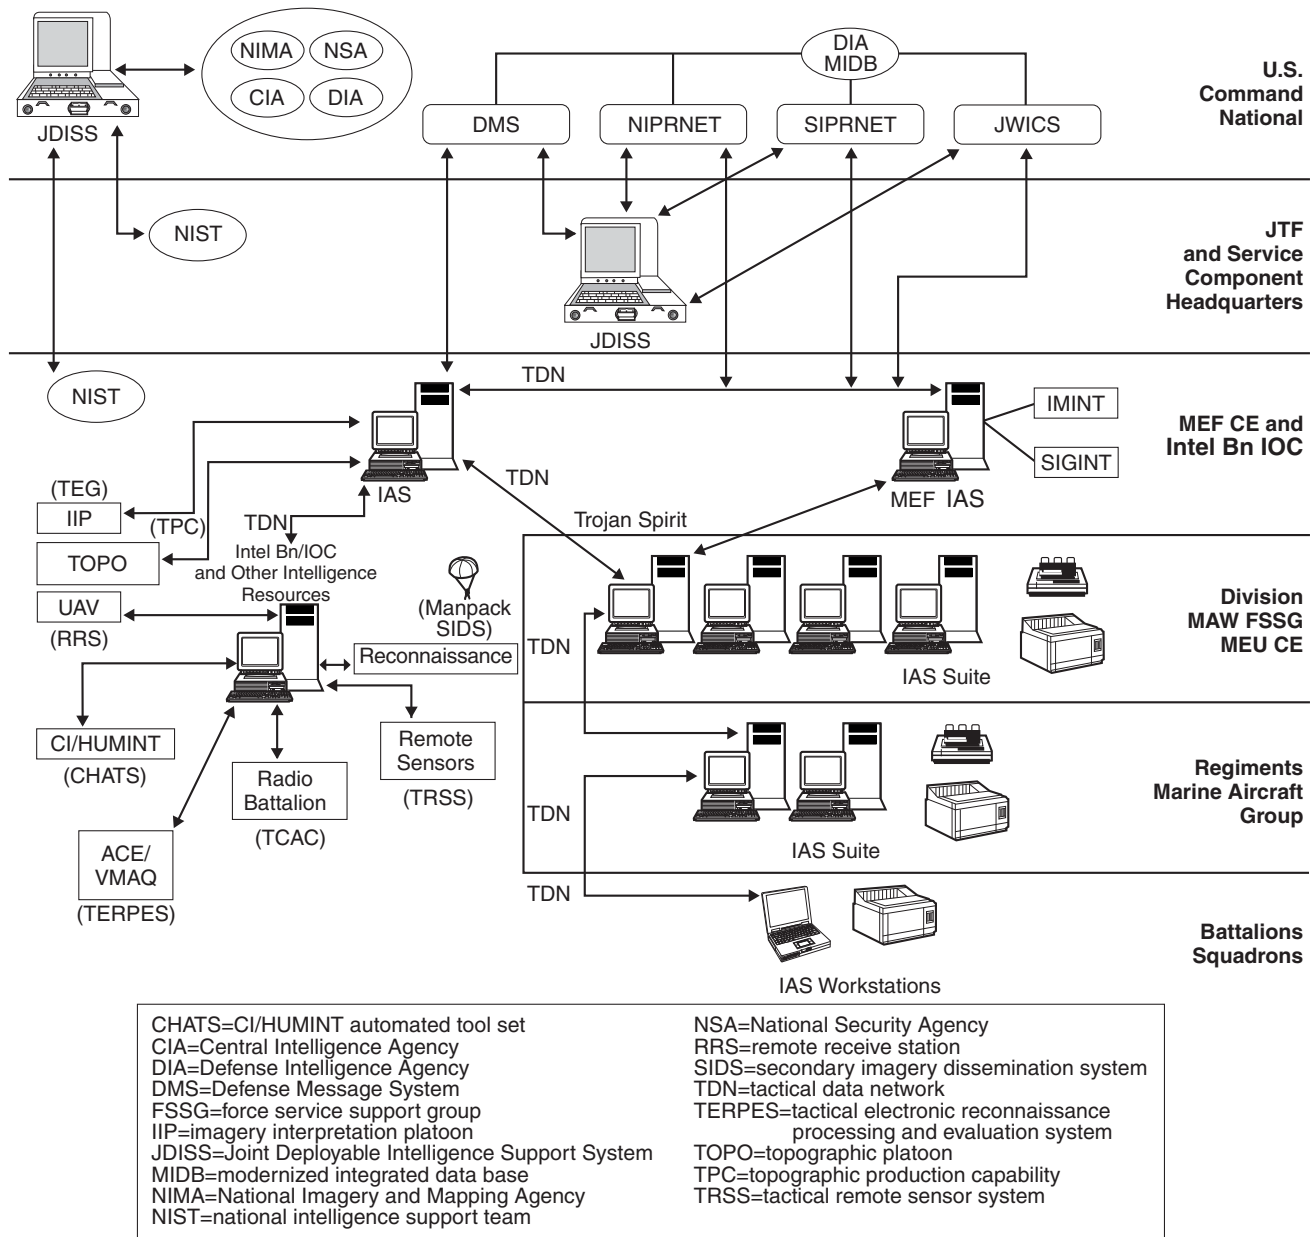 NIMA
NSA
CIA
DIA
JDISS
DIA
MIDB
DMS
NIPRNET
SIPRNET
JWICS
U.S.
Command
National
NIST
JDISS
JTF
and Service
Component
Headquarters
NIST
TDN
IAS
TDN
MEF IAS
IMINT
SIGINT
MEF CE and
Intel Bn IOC
(TEG)
IIP
(TPC)
TOPO
TDN
Intel Bn/IOC
and Other Intelligence
Resources
UAV
(RRS)
(Manpack
SIDS)
Reconnaissance
CI/HUMINT
(CHATS)
Radio
Battalion
(TCAC)
Remote
Sensors
(TRSS)
ACE/
VMAQ
(TERPES)
Trojan Spirit
TDN
IAS Suite
Division
MAW FSSG
MEU CE
TDN
IAS Suite
Regiments
Marine Aircraft
Group
TDN
IAS Workstations
Battalions
Squadrons
CHATS=CI/HUMINT automated tool set
CIA=Central Intelligence Agency
DIA=Defense Intelligence Agency
DMS=Defense Message System
FSSG=force service support group
IIP=imagery interpretation platoon
JDISS=Joint Deployable Intelligence Support System
MIDB=modernized integrated data base
NIMA=National Imagery and Mapping Agency
NIST=national intelligence support team
NSA=National Security Agency
RRS=remote receive station
SIDS=secondary imagery dissemination system
TDN=tactical data network
TERPES=tactical electronic reconnaissance
processing and evaluation system
TOPO=topographic platoon
TPC=topographic production capability
TRSS=tactical remote sensor system